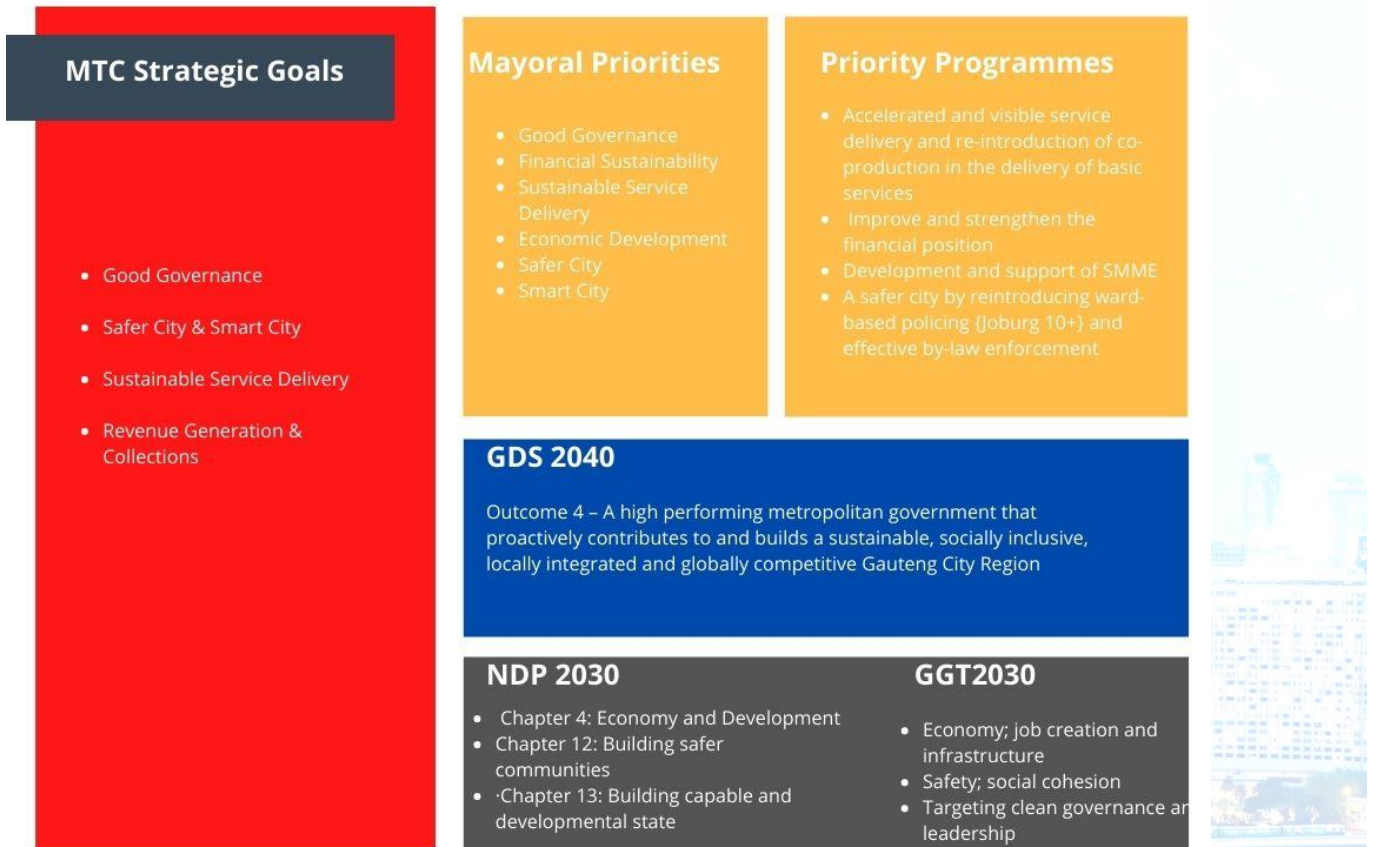 MTC Strategic Goals
• Good Governance
• Safer City & Smart City
• Sustainable Service Delivery
• Revenue Generation &
Collections
Mayoral Priorities
• Good Governance
• Financial Sustainability
• Sustainable Service
Delivery
• Economic Development
• Safer City
• Smart City
Priority Programmes
• Accelerated and visible service
delivery and re-introduction of co-
production in the delivery of basic
services
• Improve and strengthen the
financial position
• Development and support of SMME
• A safer city by reintroducing ward-
based policing {Joburg 10+} and
effective by-law enforcement
GDS 2040
Outcome 4 – A high performing metropolitan government that
proactively contributes to and builds a sustainable, socially inclusive,
locally integrated and globally competitive Gauteng City Region
NDP 2030
• Chapter 4: Economy and Development
• Chapter 12: Building safer
communities
• ·Chapter 13: Building capable and
developmental state
GGT2030
• Economy; job creation and
infrastructure
• Safety; social cohesion
• Targeting clean governance
leadership